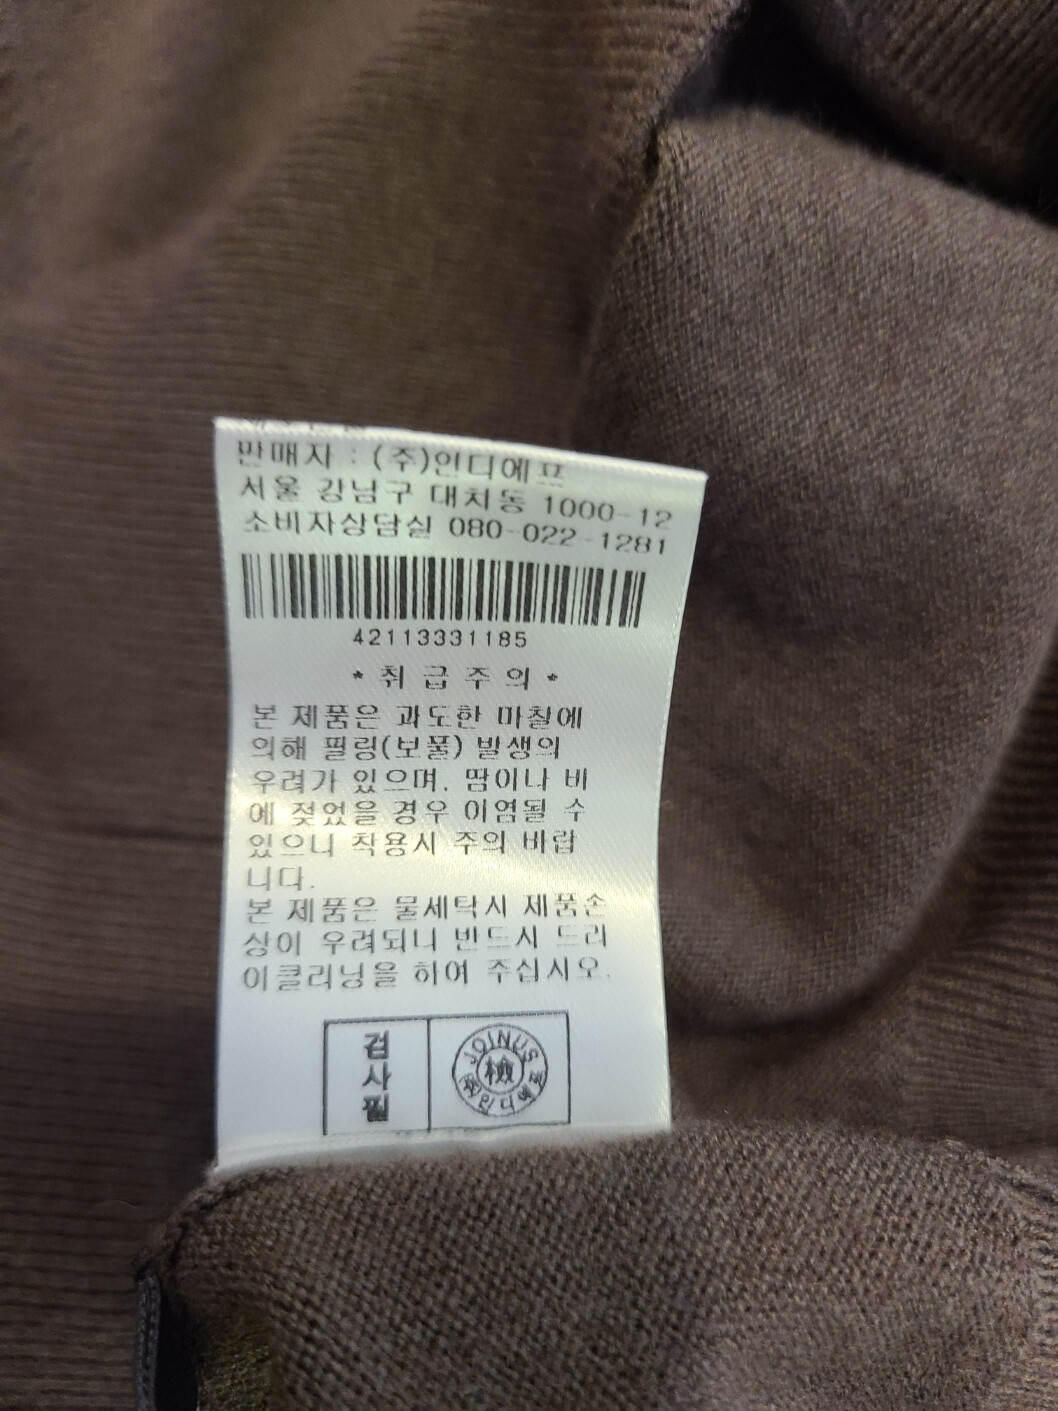 판매자 : (주)인디에프
서울 강남구 대치동 1000-12
소비자상담실 080-022-1281
42113331185
* 취 급 주 의 *
본 제품은 과도한 마찰에
의해 필링(보풀) 발생의
우려가 있으며, 땀이나 비
에 젖었을 경우 이염될 수
있으니 착용시 주의 바랍
니다.
본 제품은 물세탁시 제품손
상이 우려되니 반드시 드라
이클리닝을 하여 주십시오.
검
사
필
JOINUS
檢
㈜인디에프